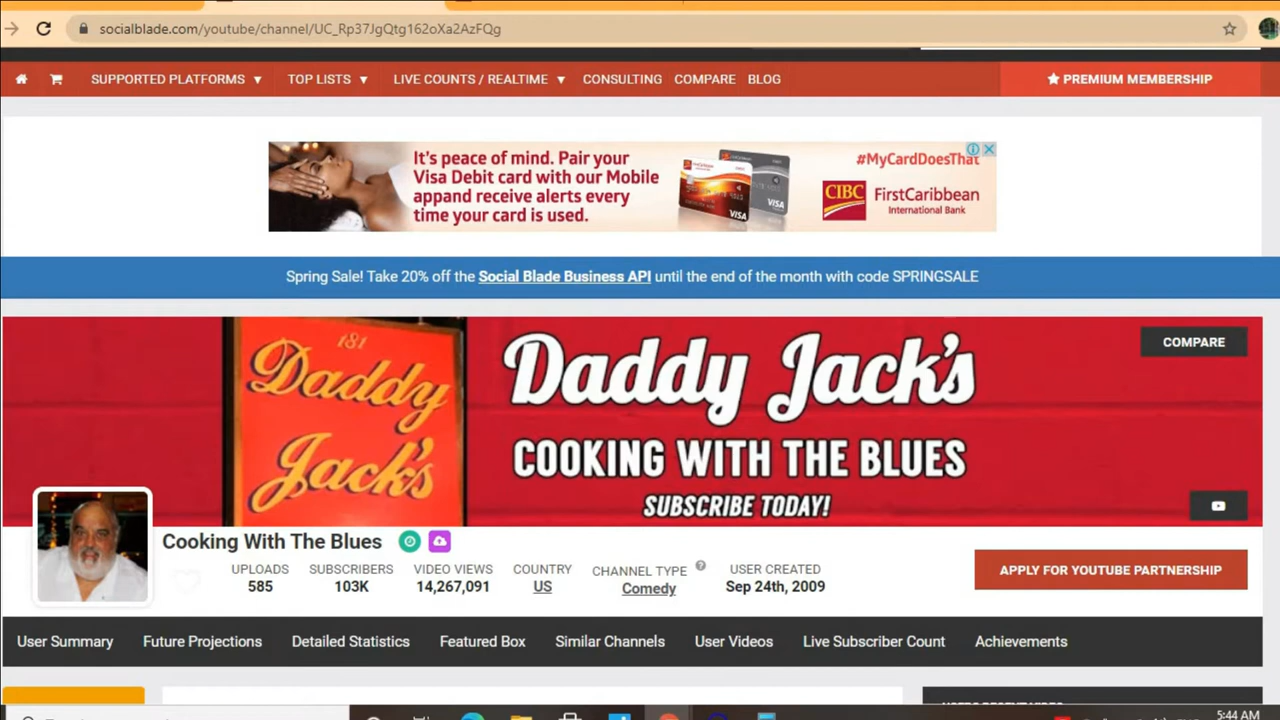 socialblade.com/youtube/channel/UC_Rp37JgQtg162oXa2AzFQg
SUPPORTED PLATFORMS ▼ TOP LISTS ▼ LIVE COUNTS / REALTIME ▼ CONSULTING COMPARE BLOG
PREMIUM MEMBERSHIP
It's peace of mind. Pair your
Visa Debit card with our Mobile
appand receive alerts every
time your card is used.
VISA
VISA
#MyCardDoesThat
CIBC FirstCaribbean
International Bank
Spring Sale! Take 20% off the Social Blade Business API until the end of the month with code SPRINGSALE
181
Daddy
Jack's
Daddy Jack's
COOKING WITH THE BLUES
SUBSCRIBE TODAY!
COMPARE
Cooking With The Blues
UPLOADS SUBSCRIBERS VIDEO VIEWS COUNTRY CHANNEL TYPE USER CREATED
585 103K 14,267,091 US Comedy Sep 24th, 2009
APPLY FOR YOUTUBE PARTNERSHIP
User Summary Future Projections Detailed Statistics Featured Box Similar Channels User Videos Live Subscriber Count Achievements
5:44 AM